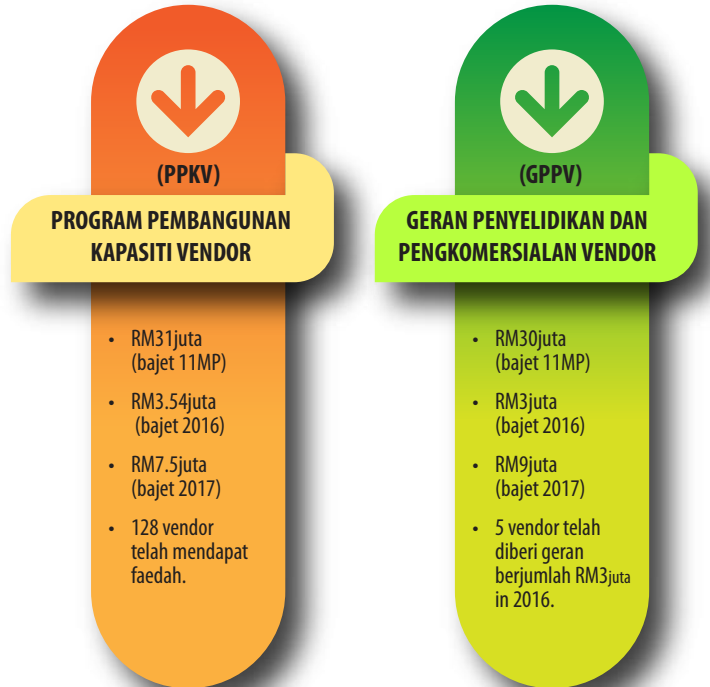 (PPKV)
PROGRAM PEMBANGUNAN
KAPASITI VENDOR
• RM31juta
(bajet 11MP)
• RM3.54juta
(bajet 2016)
• RM7.5juta
(bajet 2017)
• 128 vendor
telah mendapat
faedah.
(GPPV)
GERAN PENYELIDIKAN DAN
PENGKOMERSIALAN VENDOR
• RM30juta
(bajet 11MP)
• RM3juta
(bajet 2016)
• RM9juta
(bajet 2017)
• 5 vendor telah
diberi geran
berjumlah RM3juta
in 2016.